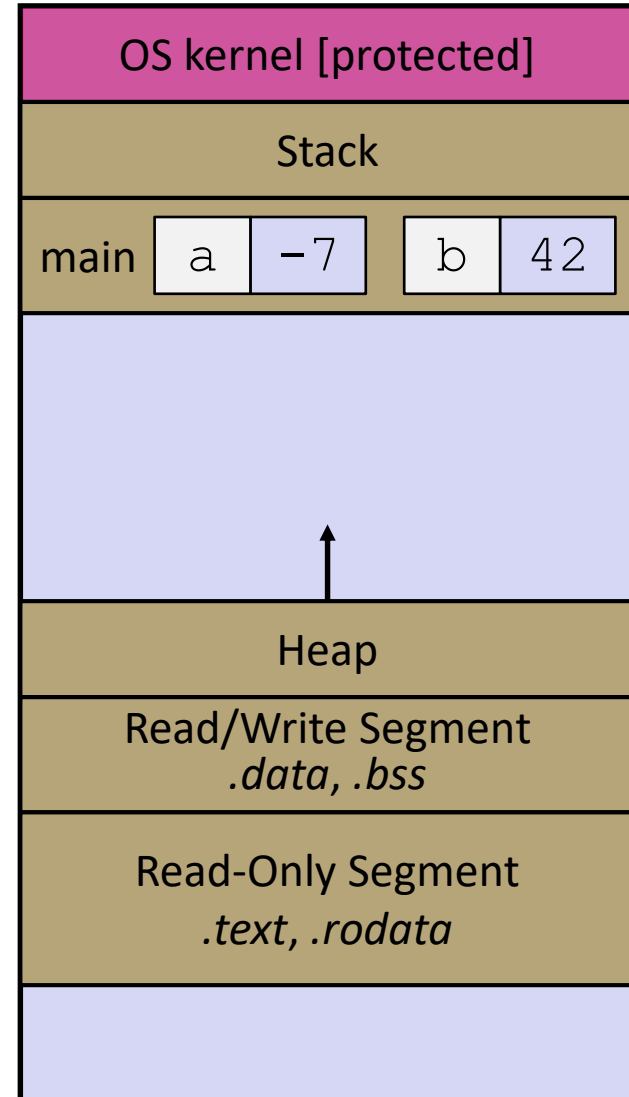 OS kernel [protected]
Stack
main a -7 b 42
Heap
Read/Write Segment
.data, .bss
Read-Only Segment
.text, .rodata